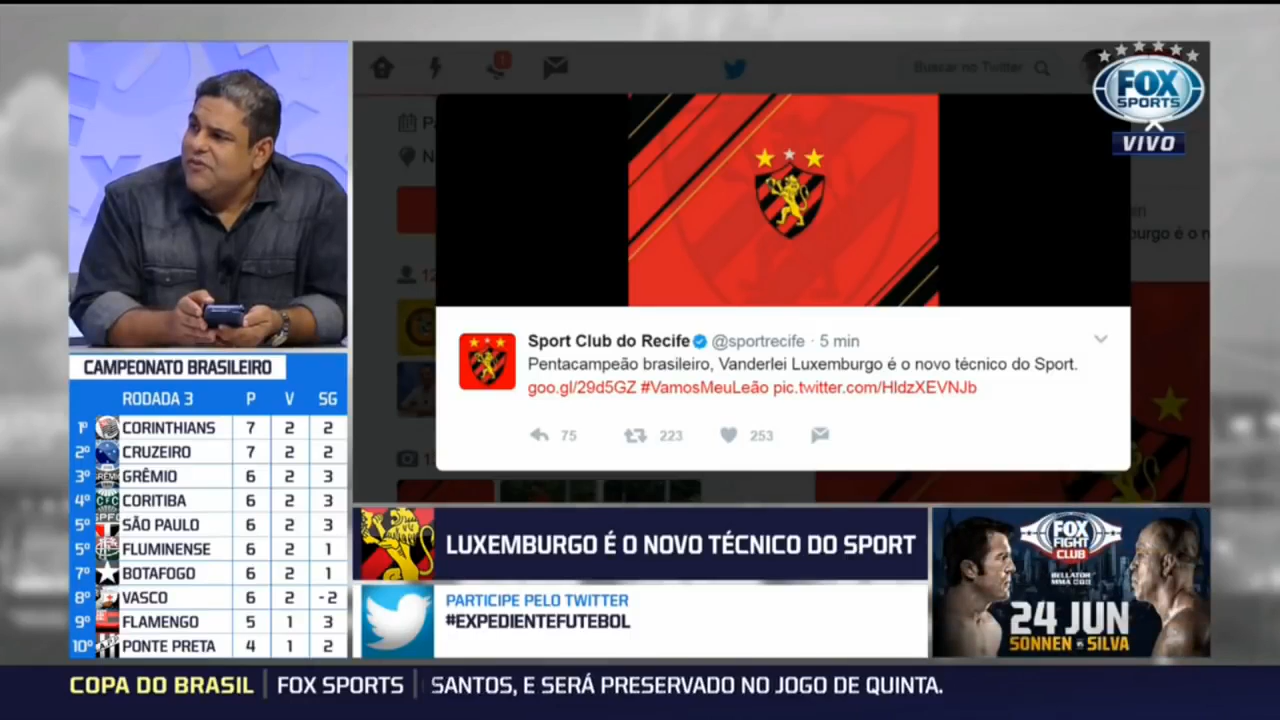 Buscar no Twitter
FOX
SPORTS
VIVO
Sport Club do Recife @sportrecife · 5 min
Pentacampeão brasileiro, Vanderlei Luxemburgo é o novo técnico do Sport.
goo.gl/29d5GZ #VamosMeuLeão pic.twitter.com/HldzXEVNJb
75 223 253
CAMPEONATO BRASILEIRO
RODADA 3 P V SG
1º CORINTHIANS 7 2 2
2º CRUZEIRO 7 2 2
3º GRÊMIO 6 2 3
4º CORITIBA 6 2 3
5º SÃO PAULO 6 2 3
5º FLUMINENSE 6 2 1
7º BOTAFOGO 6 2 1
8º VASCO 6 2 -2
9º FLAMENGO 5 1 3
10º PONTE PRETA 4 1 2
LUXEMBURGO É O NOVO TÉCNICO DO SPORT
PARTICIPE PELO TWITTER
#EXPEDIENTEFUTEBOL
FOX
FIGHT
CLUB
BELLATOR
24 JUN
SONNEN VS SILVA
COPA DO BRASIL FOX SPORTS SANTOS, E SERÁ PRESERVADO NO JOGO DE QUINTA.